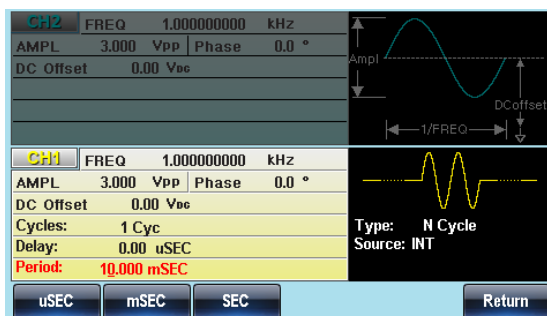 CH2 FREQ 1.000000000 kHz
AMPL 3.000 Vpp Phase 0.0 °
DC Offset 0.00 VDC
Ampl
DCoffset
1/FREQ
CH1 FREQ 1.000000000 kHz
AMPL 3.000 Vpp Phase 0.0 °
DC Offset 0.00 VDC
Cycles: 1 Cyc
Delay: 0.00 uSEC
Period: 10.000 mSEC
Type: N Cycle
Source: INT
uSEC mSEC SEC Return